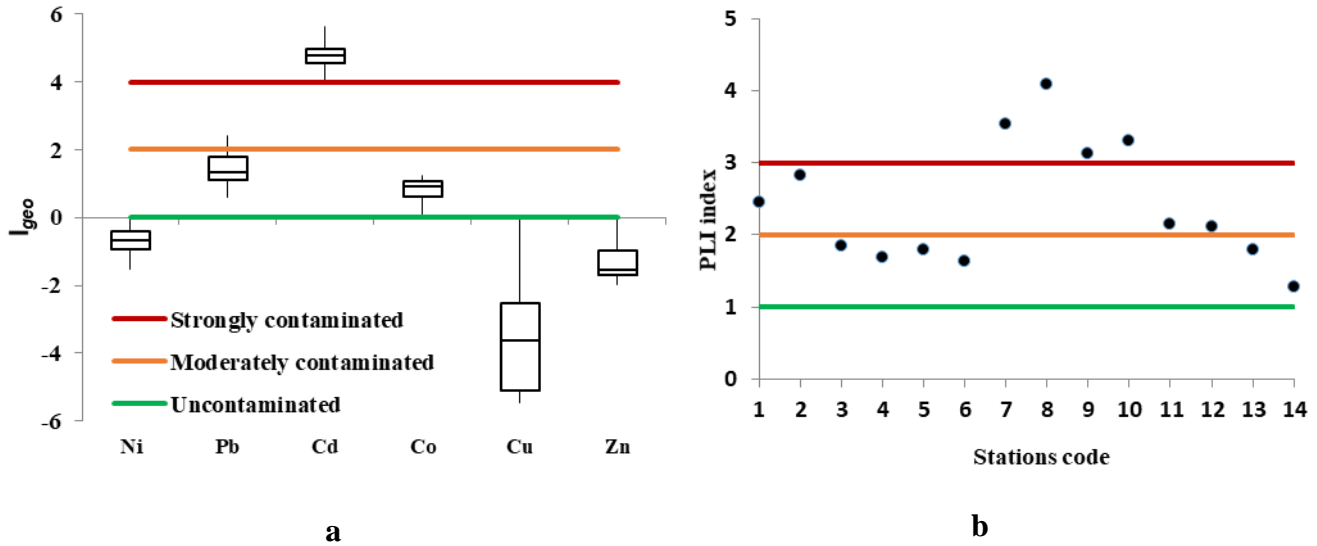 6
4
2
0
-2
-4
-6
Igeo
Strongly contaminated
Moderately contaminated
Uncontaminated
Ni Pb Cd Co Cu Zn
a
5
4
3
2
1
0
PLI index
1 2 3 4 5 6 7 8 9 10 11 12 13 14
Stations code
b